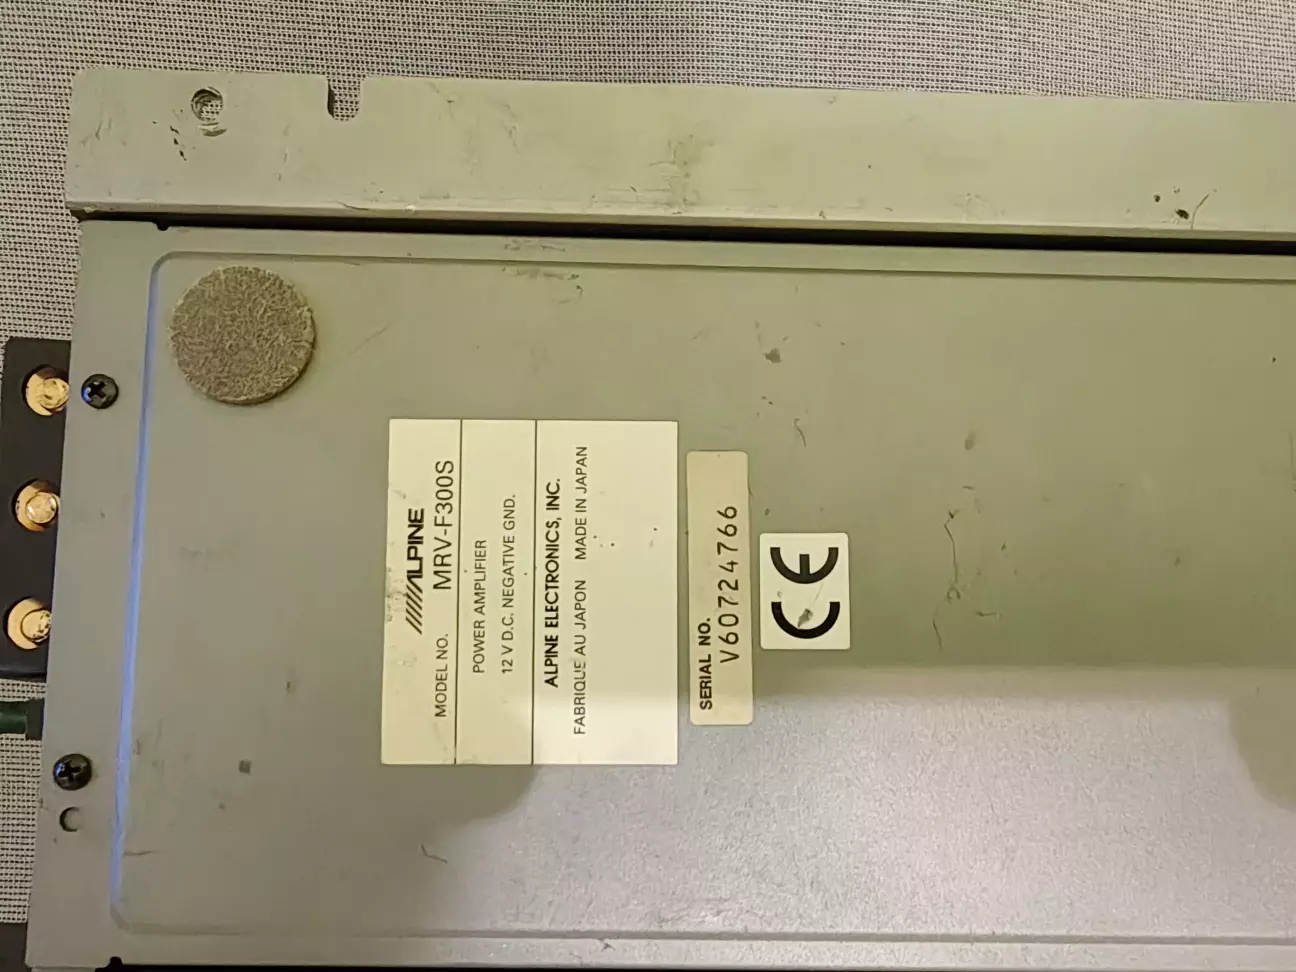 ALPINE
MODEL NO. MRV-F300S
POWER AMPLIFIER
12 V D.C. NEGATIVE GND.
ALPINE ELECTRONICS, INC.
FABRIQUE AU JAPON MADE IN JAPAN
SERIAL NO.
V60724766
CE